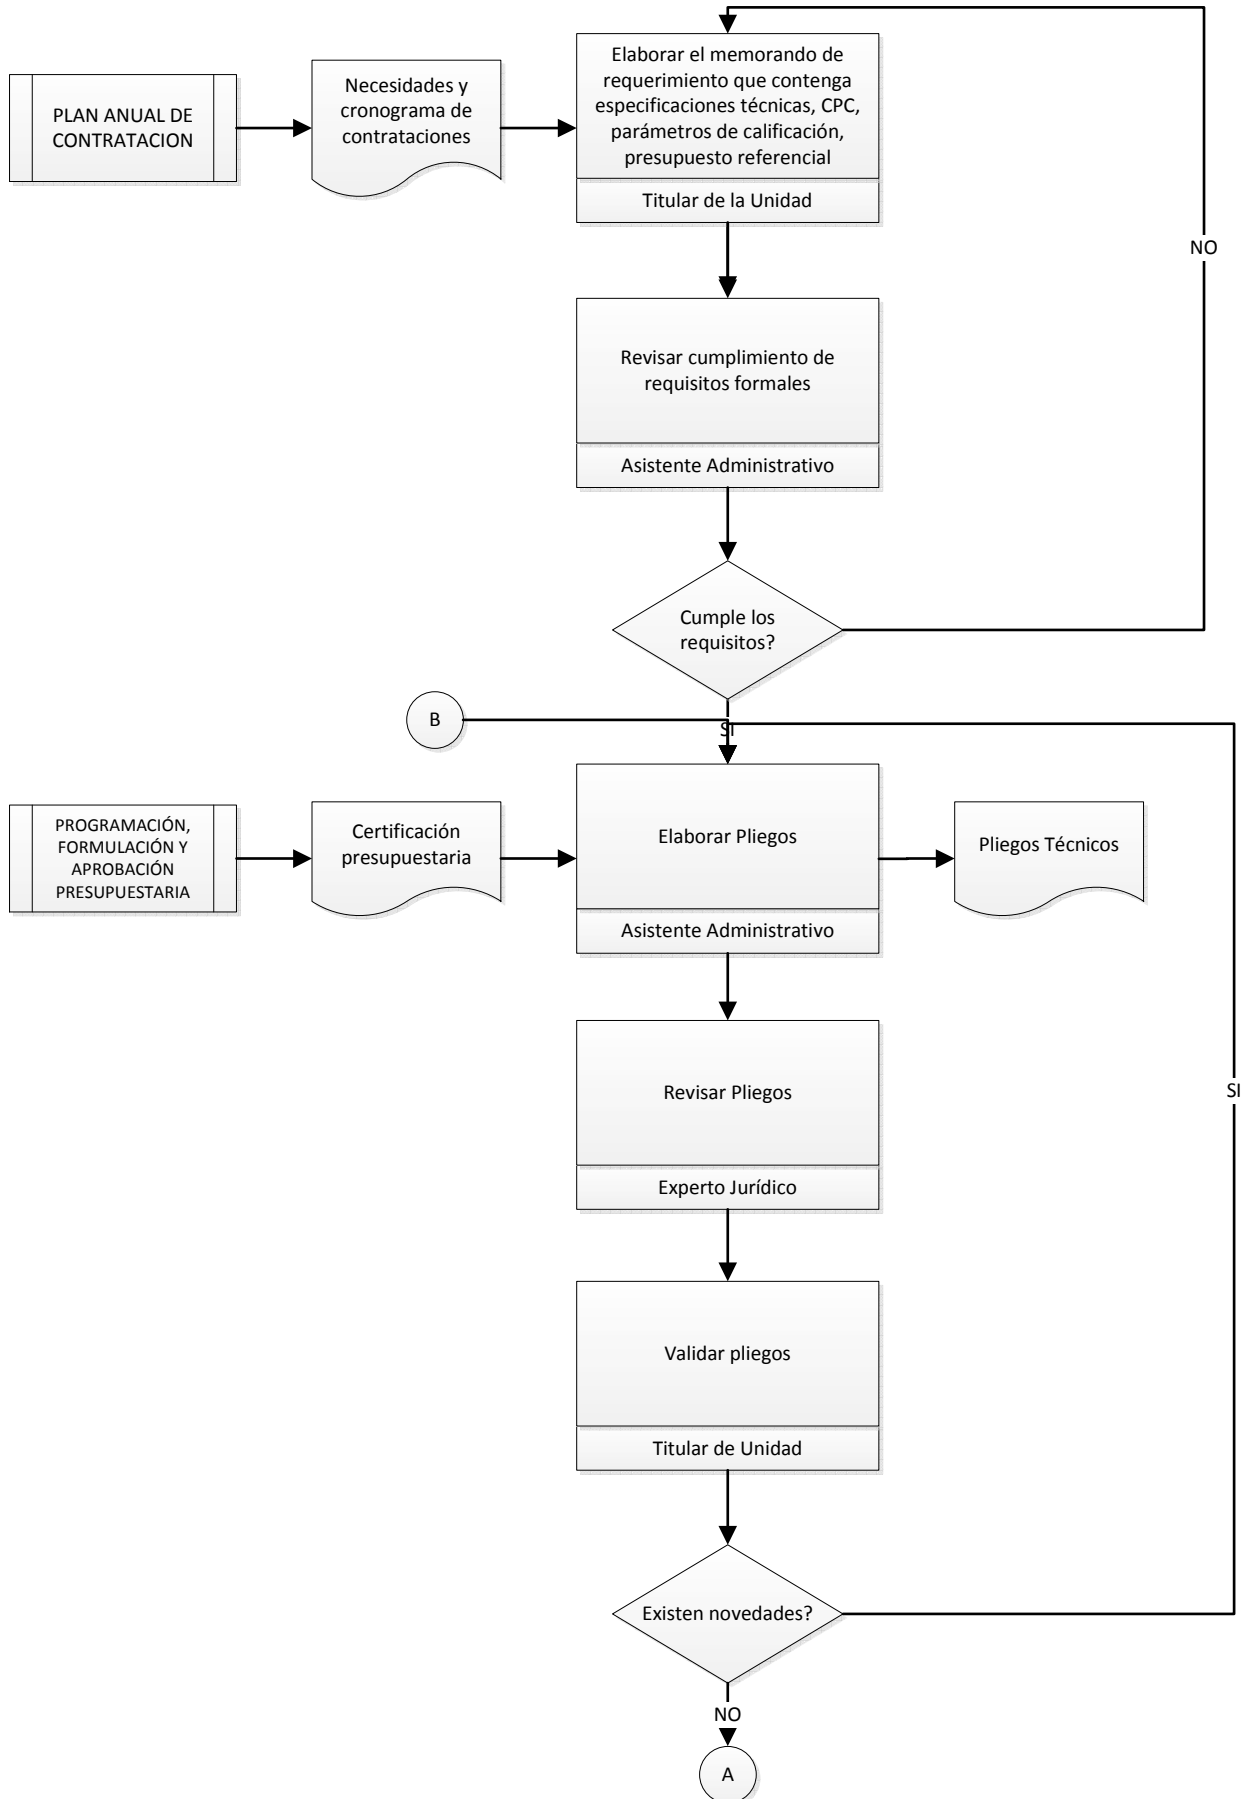 PLAN ANUAL DE
CONTRATACION
Necesidades y
cronograma de
contrataciones
Elaborar el memorando de
requerimiento que contenga
especificaciones técnicas, CPC,
parámetros de calificación,
presupuesto referencial
Titular de la Unidad
NO
Revisar cumplimiento de
requisitos formales
Asistente Administrativo
Cumple los
requisitos?
B
SI
PROGRAMACIÓN,
FORMULACIÓN Y
APROBACIÓN
PRESUPUESTARIA
Certificación
presupuestaria
Elaborar Pliegos
Asistente Administrativo
Pliegos Técnicos
Revisar Pliegos
Experto Jurídico
SI
Validar pliegos
Titular de Unidad
Existen novedades?
NO
A